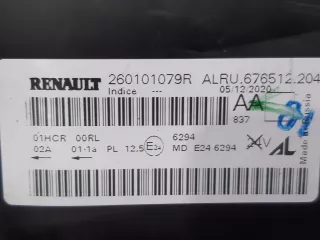 RENAULT 260101079R ALRU.676512.204
Indice --- 05/12/2020
AA
837
01HCR 00RL 6294
02A 01-1a PL 12.5 E24 MD E24 6294 V AL
Made in Russia